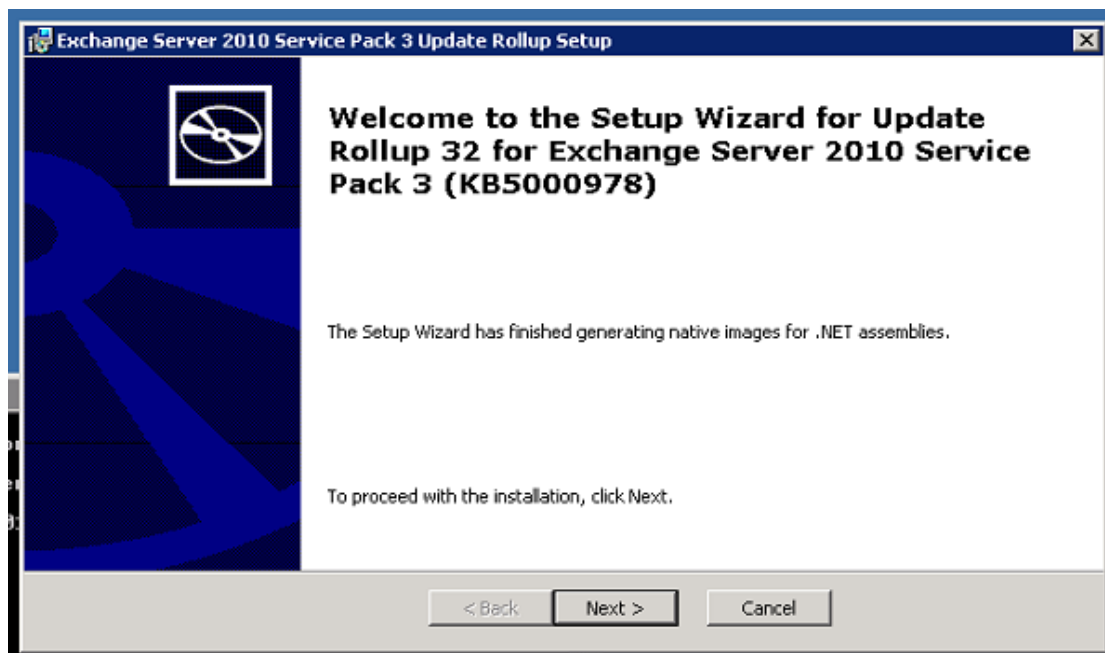 Exchange Server 2010 Service Pack 3 Update Rollup Setup
Welcome to the Setup Wizard for Update
Rollup 32 for Exchange Server 2010 Service
Pack 3 (KB5000978)
The Setup Wizard has finished generating native images for .NET assemblies.
To proceed with the installation, click Next.
< Back Next > Cancel